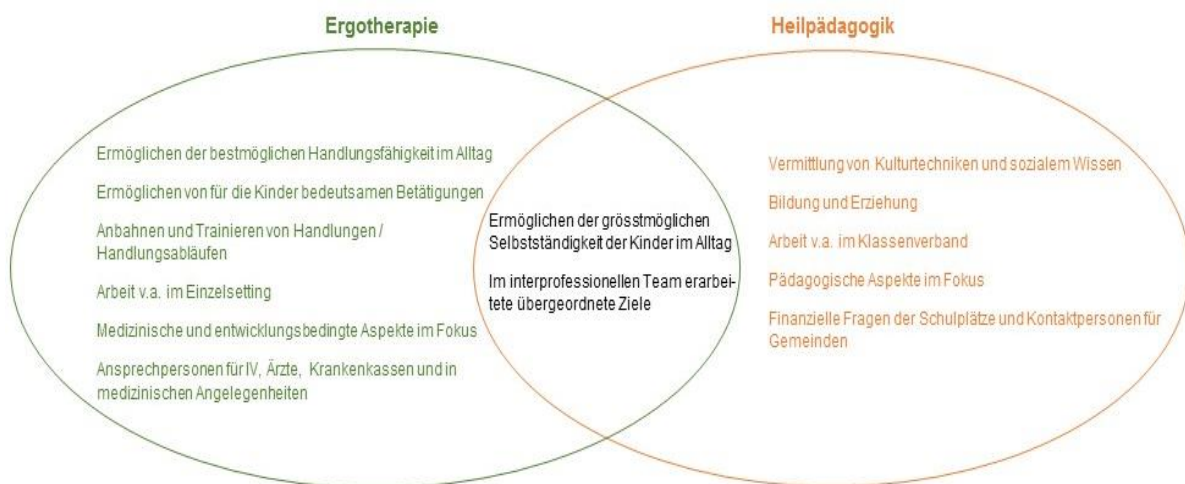 Ergotherapie
Heilpädagogik
Ermöglichen der bestmöglichen Handlungsfähigkeit im Alltag
Ermöglichen von für die Kinder bedeutsamen Betätigungen
Anbahnen und Trainieren von Handlungen /
Handlungsabläufen
Arbeit v.a. im Einzelsetting
Medizinische und entwicklungsbedingte Aspekte im Fokus
Ansprechpersonen für IV, Ärzte, Krankenkassen und in
medizinischen Angelegenheiten
Ermöglichen der grösstmöglichen
Selbstständigkeit der Kinder im Alltag
Im interprofessionellen Team erarbei-
tete übergeordnete Ziele
Vermittlung von Kulturtechniken und sozialem Wissen
Bildung und Erziehung
Arbeit v.a. im Klassenverband
Pädagogische Aspekte im Fokus
Finanzielle Fragen der Schulplätze und Kontaktpersonen für
Gemeinden